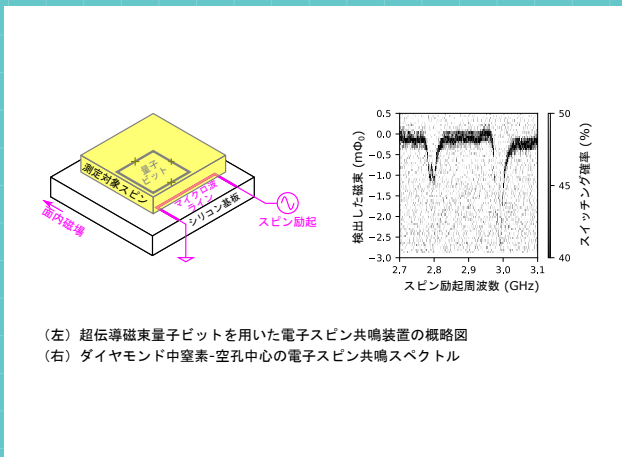 測定対象スピン
量子
ビット
マイクロ波
ライン
シリコン基板
面内磁場
スピン励起
検出した磁束 (mΦ₀)
0.5
0.0
−0.5
−1.0
−1.5
−2.0
−2.5
−3.0
2.7 2.8 2.9 3.0 3.1
スピン励起周波数 (GHz)
50
45
40
スイッチング確率 (%)
(左) 超伝導磁束量子ビットを用いた電子スピン共鳴装置の概略図
(右) ダイヤモンド中窒素-空孔中心の電子スピン共鳴スペクトル